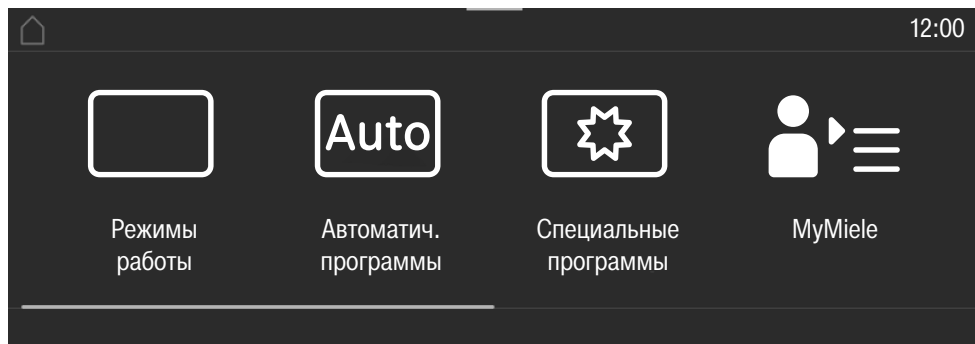 12:00
Auto
Режимы
работы
Автоматич.
программы
Специальные
программы
MyMiele